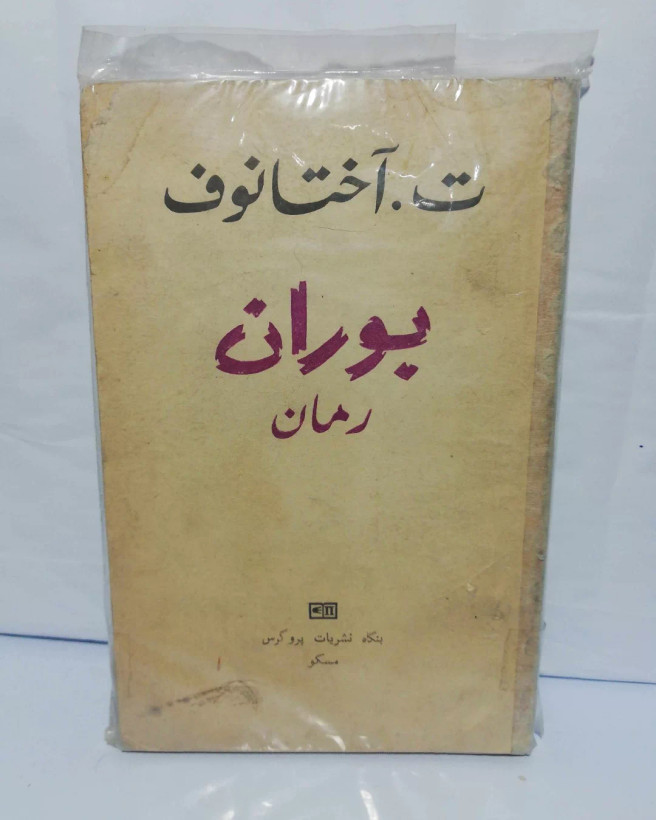 ت. آختانوف
بوران
رمان
بنگاه نشریات پروگرس
مسکو